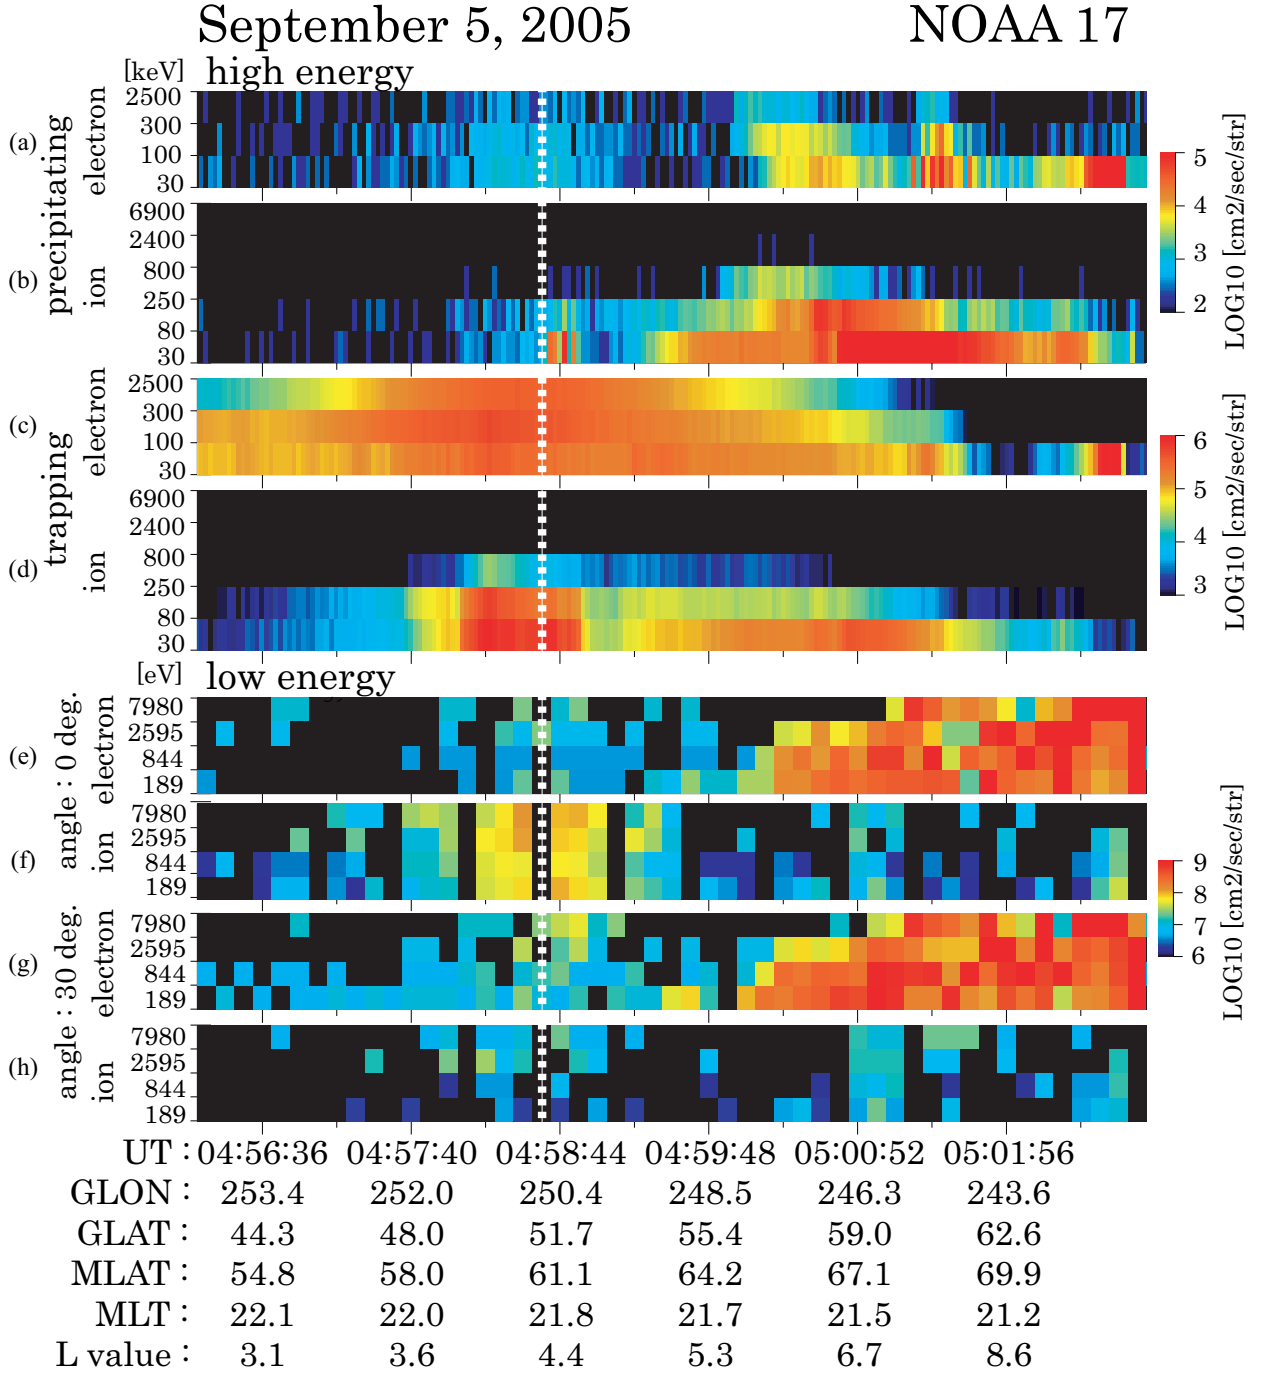 September 5, 2005 NOAA 17
[keV] high energy
(a) precipitating electron 2500 300 100 30
(b) ion 6900 2400 800 250 80 30
LOG10 [cm2/sec/str] 5 4 3 2
(c) trapping electron 2500 300 100 30
(d) ion 6900 2400 800 250 80 30
LOG10 [cm2/sec/str] 6 5 4 3
[eV] low energy
(e) angle : 0 deg. electron 7980 2595 844 189
(f) ion 7980 2595 844 189
(g) angle : 30 deg. electron 7980 2595 844 189
(h) ion 7980 2595 844 189
LOG10 [cm2/sec/str] 9 8 7 6
UT : 04:56:36 04:57:40 04:58:44 04:59:48 05:00:52 05:01:56
GLON : 253.4 252.0 250.4 248.5 246.3 243.6
GLAT : 44.3 48.0 51.7 55.4 59.0 62.6
MLAT : 54.8 58.0 61.1 64.2 67.1 69.9
MLT : 22.1 22.0 21.8 21.7 21.5 21.2
L value : 3.1 3.6 4.4 5.3 6.7 8.6